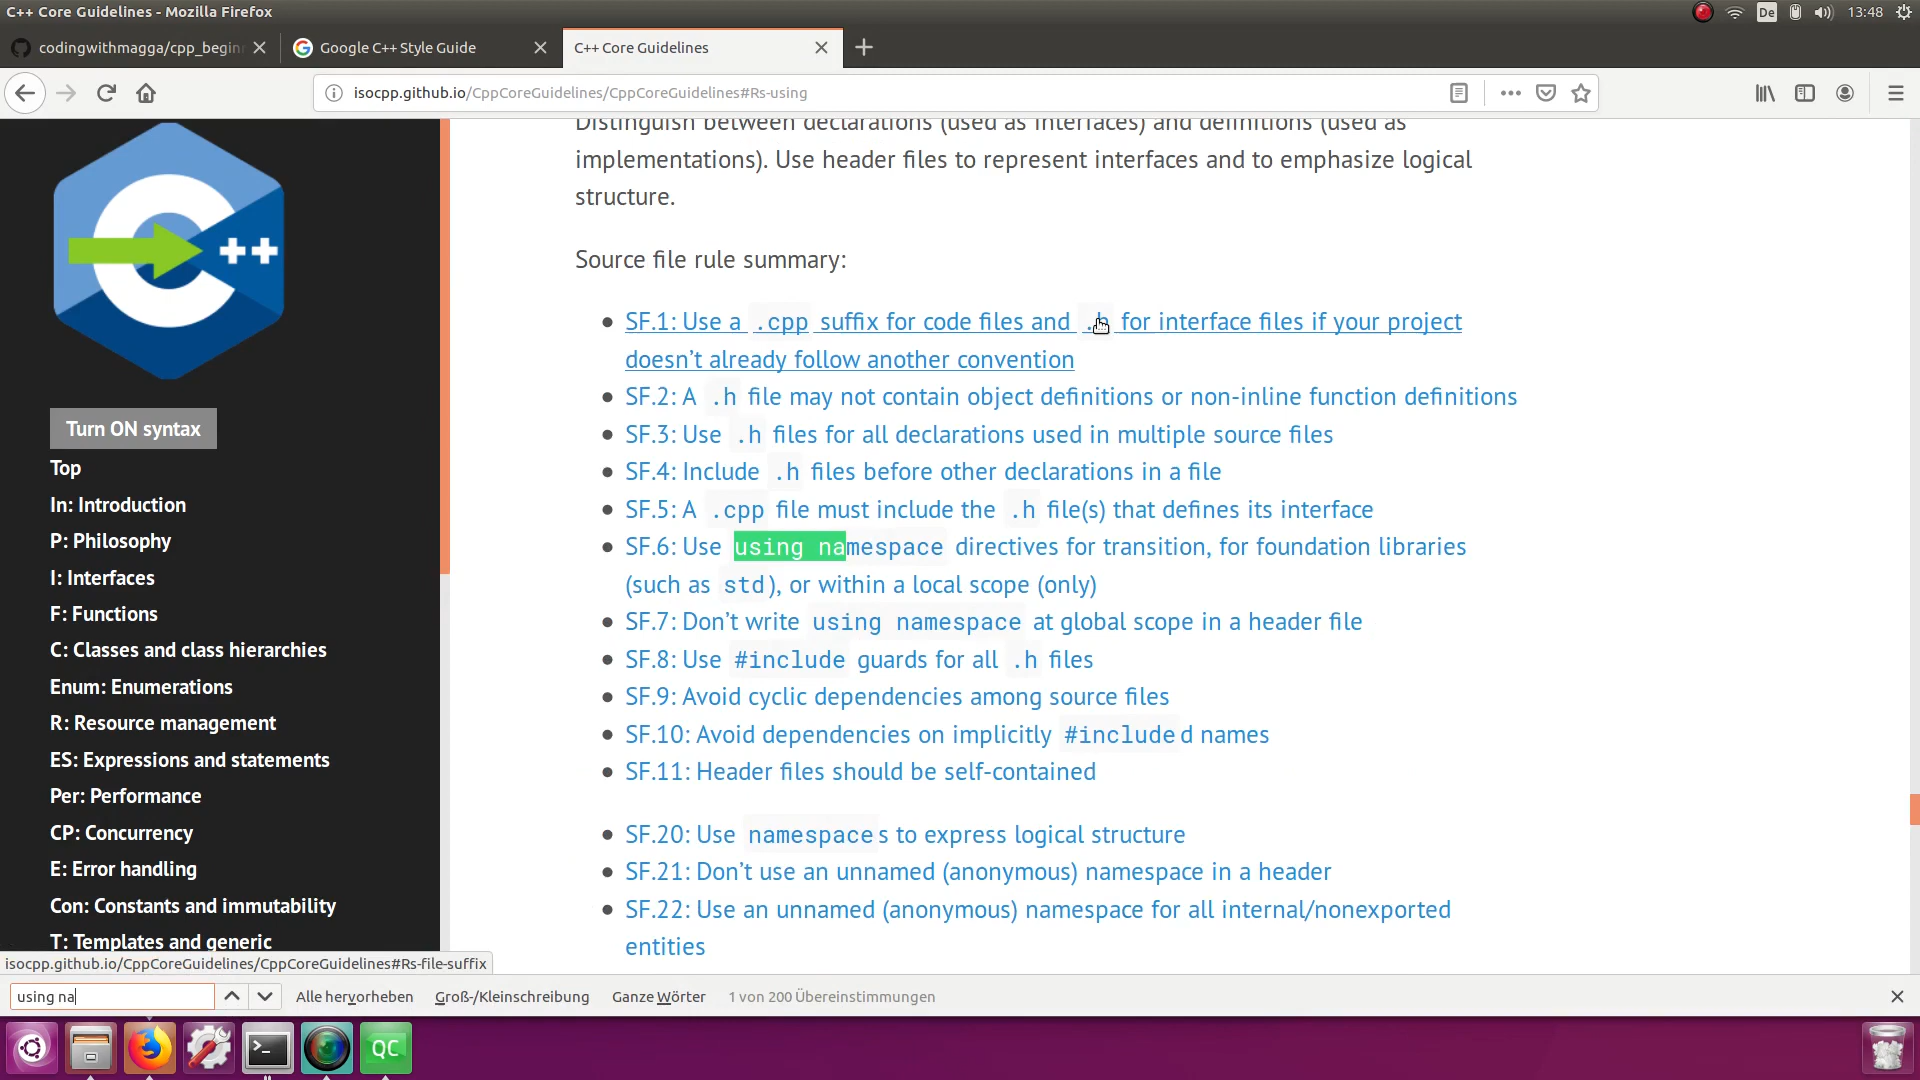 C++ Core Guidelines - Mozilla Firefox
De
13:48
codingwithmagga/cpp_begin
Google C++ Style Guide
C++ Core Guidelines
isocpp.github.io/CppCoreGuidelines/CppCoreGuidelines#Rs-using
++
Turn ON syntax
Top
In: Introduction
P: Philosophy
I: Interfaces
F: Functions
C: Classes and class hierarchies
Enum: Enumerations
R: Resource management
ES: Expressions and statements
Per: Performance
CP: Concurrency
E: Error handling
Con: Constants and immutability
T: Templates and generic
Distinguish between declarations (used as interfaces) and definitions (used as
implementations). Use header files to represent interfaces and to emphasize logical
structure.
Source file rule summary:
SF.1: Use a .cpp suffix for code files and .h for interface files if your project
doesn’t already follow another convention
SF.2: A .h file may not contain object definitions or non-inline function definitions
SF.3: Use .h files for all declarations used in multiple source files
SF.4: Include .h files before other declarations in a file
SF.5: A .cpp file must include the .h file(s) that defines its interface
SF.6: Use using namespace directives for transition, for foundation libraries
(such as std), or within a local scope (only)
SF.7: Don’t write using namespace at global scope in a header file
SF.8: Use #include guards for all .h files
SF.9: Avoid cyclic dependencies among source files
SF.10: Avoid dependencies on implicitly #included names
SF.11: Header files should be self-contained
SF.20: Use namespaces to express logical structure
SF.21: Don’t use an unnamed (anonymous) namespace in a header
SF.22: Use an unnamed (anonymous) namespace for all internal/nonexported
entities
isocpp.github.io/CppCoreGuidelines/CppCoreGuidelines#Rs-file-suffix
using na
Alle hervorheben
Groß-/Kleinschreibung
Ganze Wörter
1 von 200 Übereinstimmungen
QC